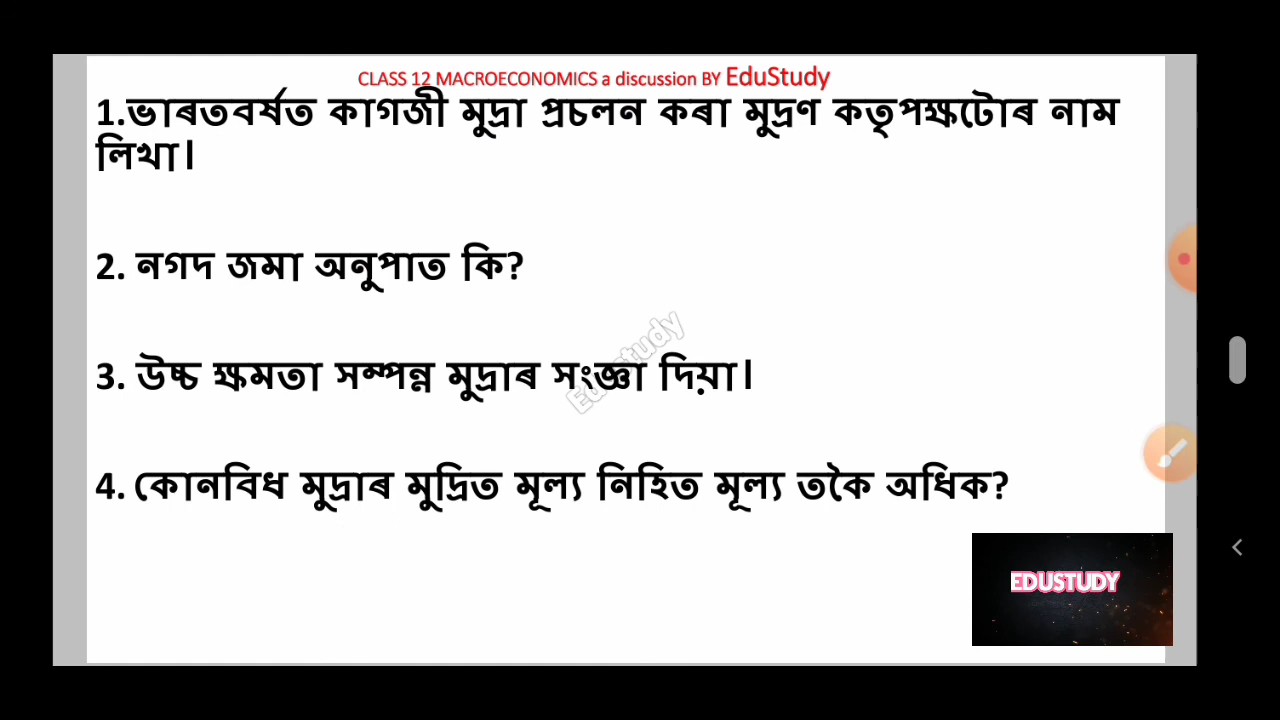 CLASS 12 MACROECONOMICS a discussion BY EduStudy
1.ভাৰতবৰ্ষত কাগজী মুদ্ৰা প্ৰচলন কৰা মুদ্ৰণ কতৃপক্ষটোৰ নাম
লিখা।
2. নগদ জমা অনুপাত কি?
3. উচ্চ ক্ষমতা সম্পন্ন মুদ্ৰাৰ সংজ্ঞা দিয়া।
EduStudy
4. কোনবিধ মুদ্ৰাৰ মুদ্ৰিত মূল্য নিহিত মূল্য তকৈ অধিক?
EDUSTUDY